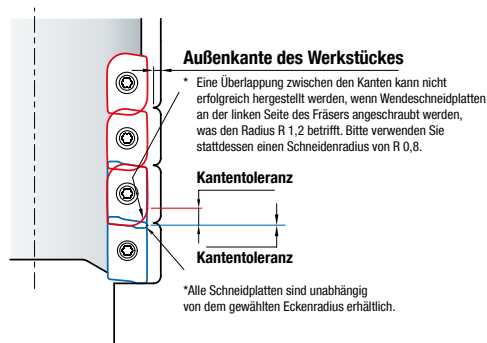 Außenkante des Werkstückes
* Eine Überlappung zwischen den Kanten kann nicht
erfolgreich hergestellt werden, wenn Wendeschneidplatten
an der linken Seite des Fräsers angeschraubt werden,
was den Radius R 1,2 betrifft. Bitte verwenden Sie
stattdessen einen Schneidenradius von R 0,8.
Kantentoleranz
Kantentoleranz
*Alle Schneidplatten sind unabhängig
von dem gewählten Eckenradius erhältlich.